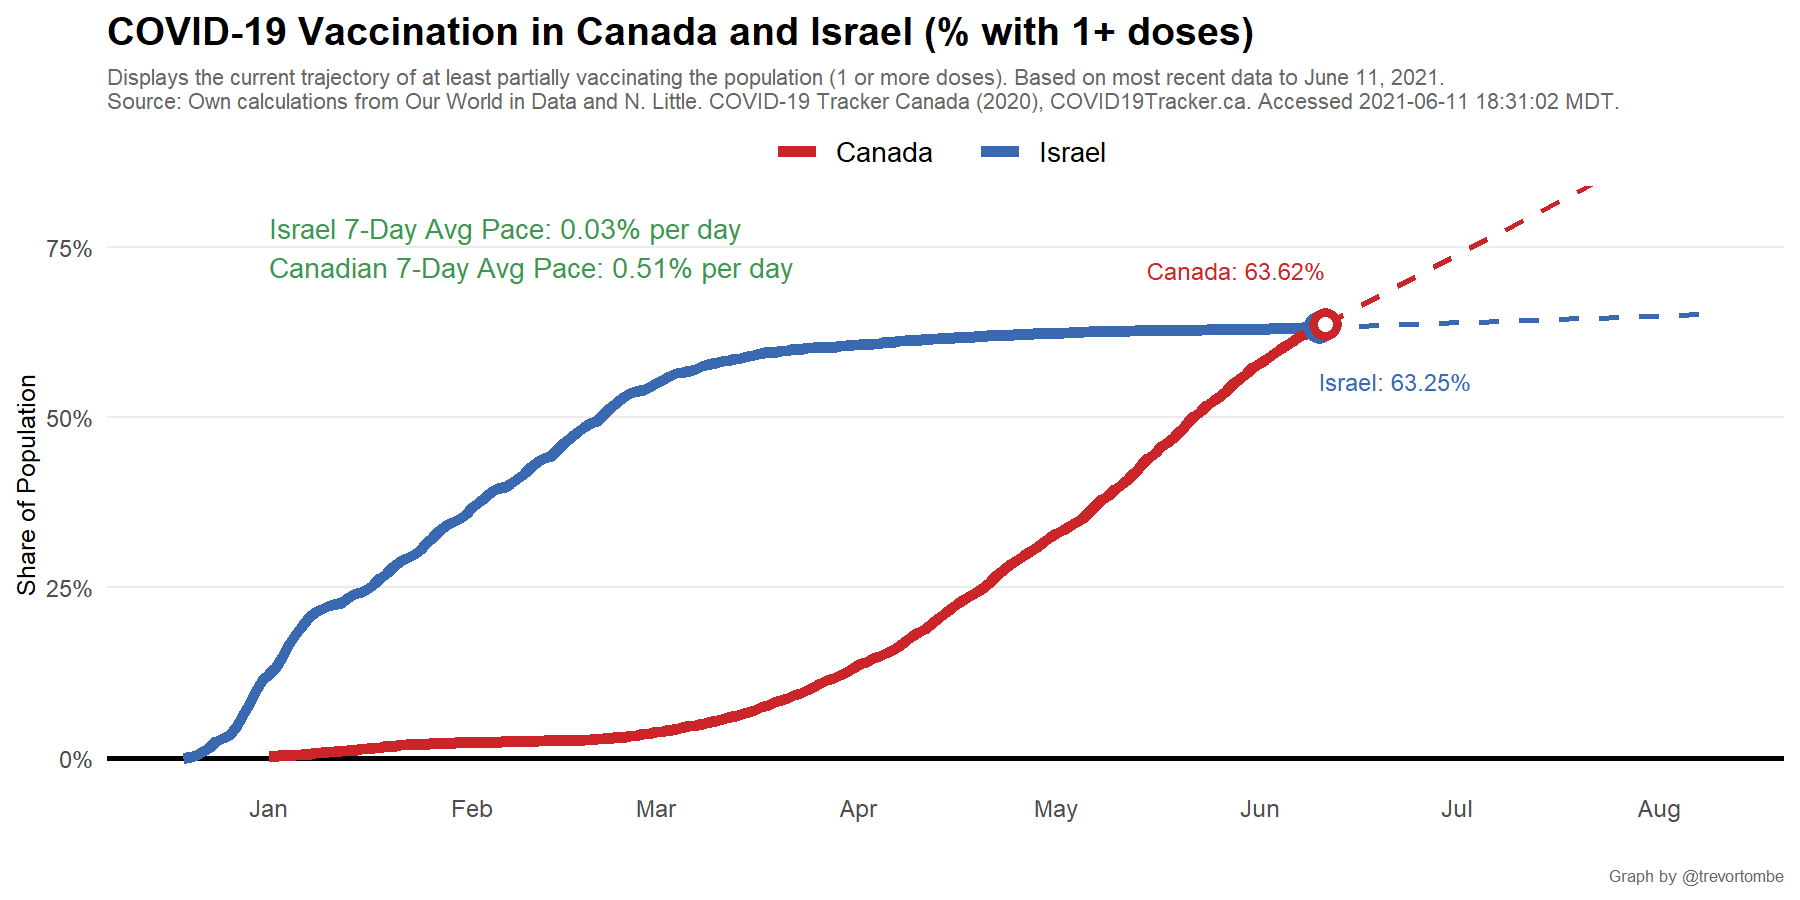 COVID-19 Vaccination in Canada and Israel (% with 1+ doses)
Displays the current trajectory of at least partially vaccinating the population (1 or more doses). Based on most recent data to June 11, 2021.
Source: Own calculations from Our World in Data and N. Little. COVID-19 Tracker Canada (2020), COVID19Tracker.ca. Accessed 2021-06-11 18:31:02 MDT.
Canada Israel
Israel 7-Day Avg Pace: 0.03% per day
Canadian 7-Day Avg Pace: 0.51% per day
Canada: 63.62%
Israel: 63.25%
Share of Population
75%
50%
25%
0%
Jan Feb Mar Apr May Jun Jul Aug
Graph by @trevortombe